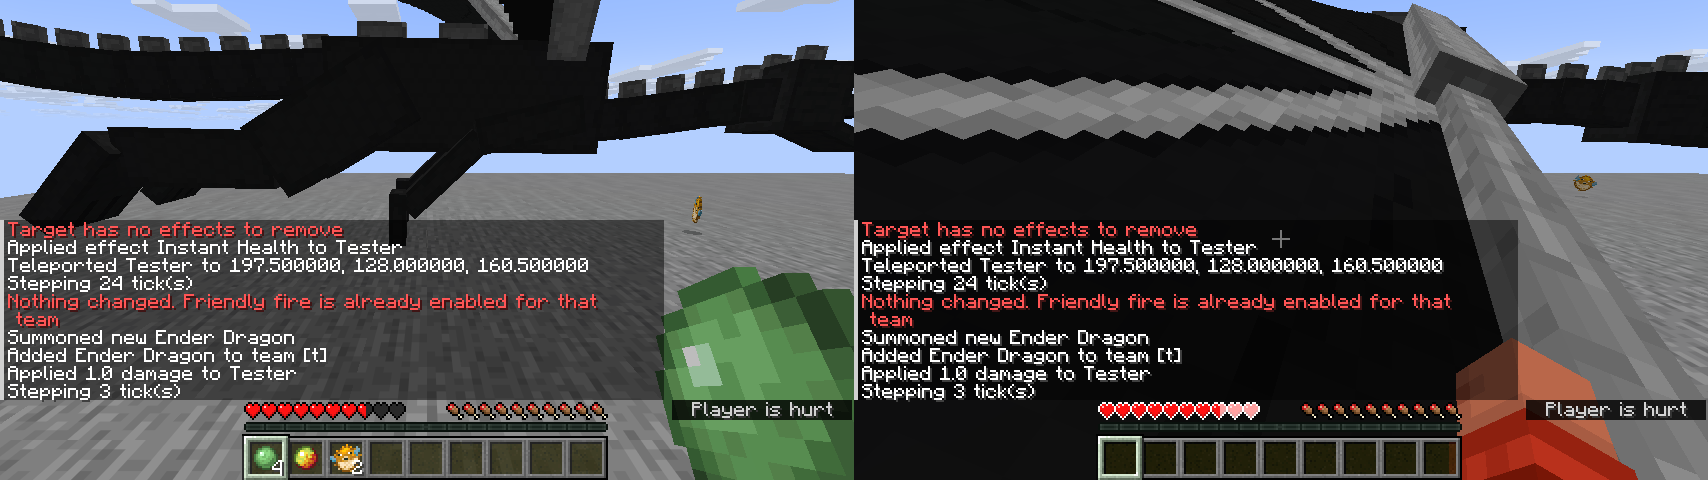 Target has no effects to remove
Applied effect Instant Health to Tester
Teleported Tester to 197.500000, 128.000000, 160.500000
Stepping 24 tick(s)
Nothing changed. Friendly fire is already enabled for that
team
Summoned new Ender Dragon
Added Ender Dragon to team [t]
Applied 1.0 damage to Tester
Stepping 3 tick(s)
Player is hurt
4
2
Target has no effects to remove
Applied effect Instant Health to Tester
Teleported Tester to 197.500000, 128.000000, 160.500000
Stepping 24 tick(s)
Nothing changed. Friendly fire is already enabled for that
team
Summoned new Ender Dragon
Added Ender Dragon to team [t]
Applied 1.0 damage to Tester
Stepping 3 tick(s)
Player is hurt